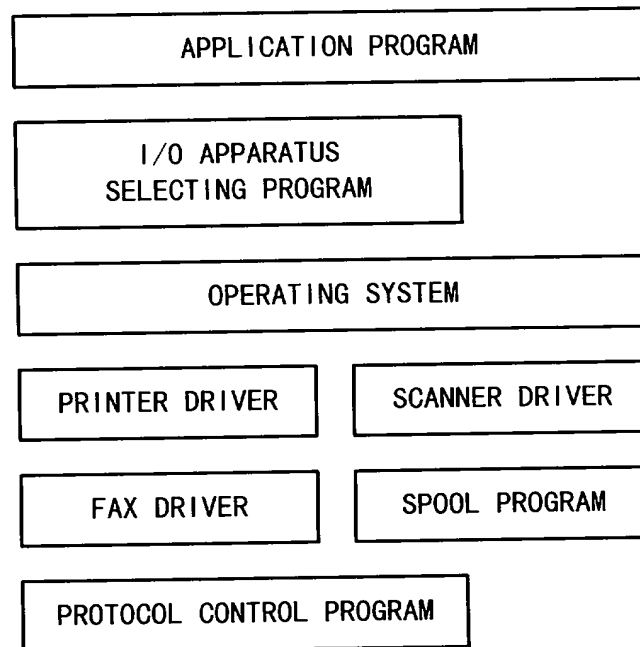 APPLICATION PROGRAM
I/O APPARATUS
SELECTING PROGRAM
OPERATING SYSTEM
PRINTER DRIVER
SCANNER DRIVER
FAX DRIVER
SPOOL PROGRAM
PROTOCOL CONTROL PROGRAM